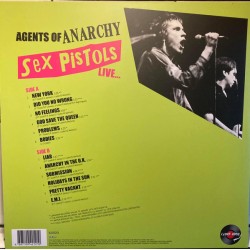 AGENTS OF ANARCHY
SEX PISTOLS
LIVE...
SIDE A
NEW YORK
DID YOU NO WRONG
NO FEELINGS
GOD SAVE THE QUEEN
PROBLEMS
BODIES
SIDE B
LIAR
ANARCHY IN THE U.K.
SUBMISSION
HOLIDAYS IN THE SUN
PRETTY VACANT
E.M.I.